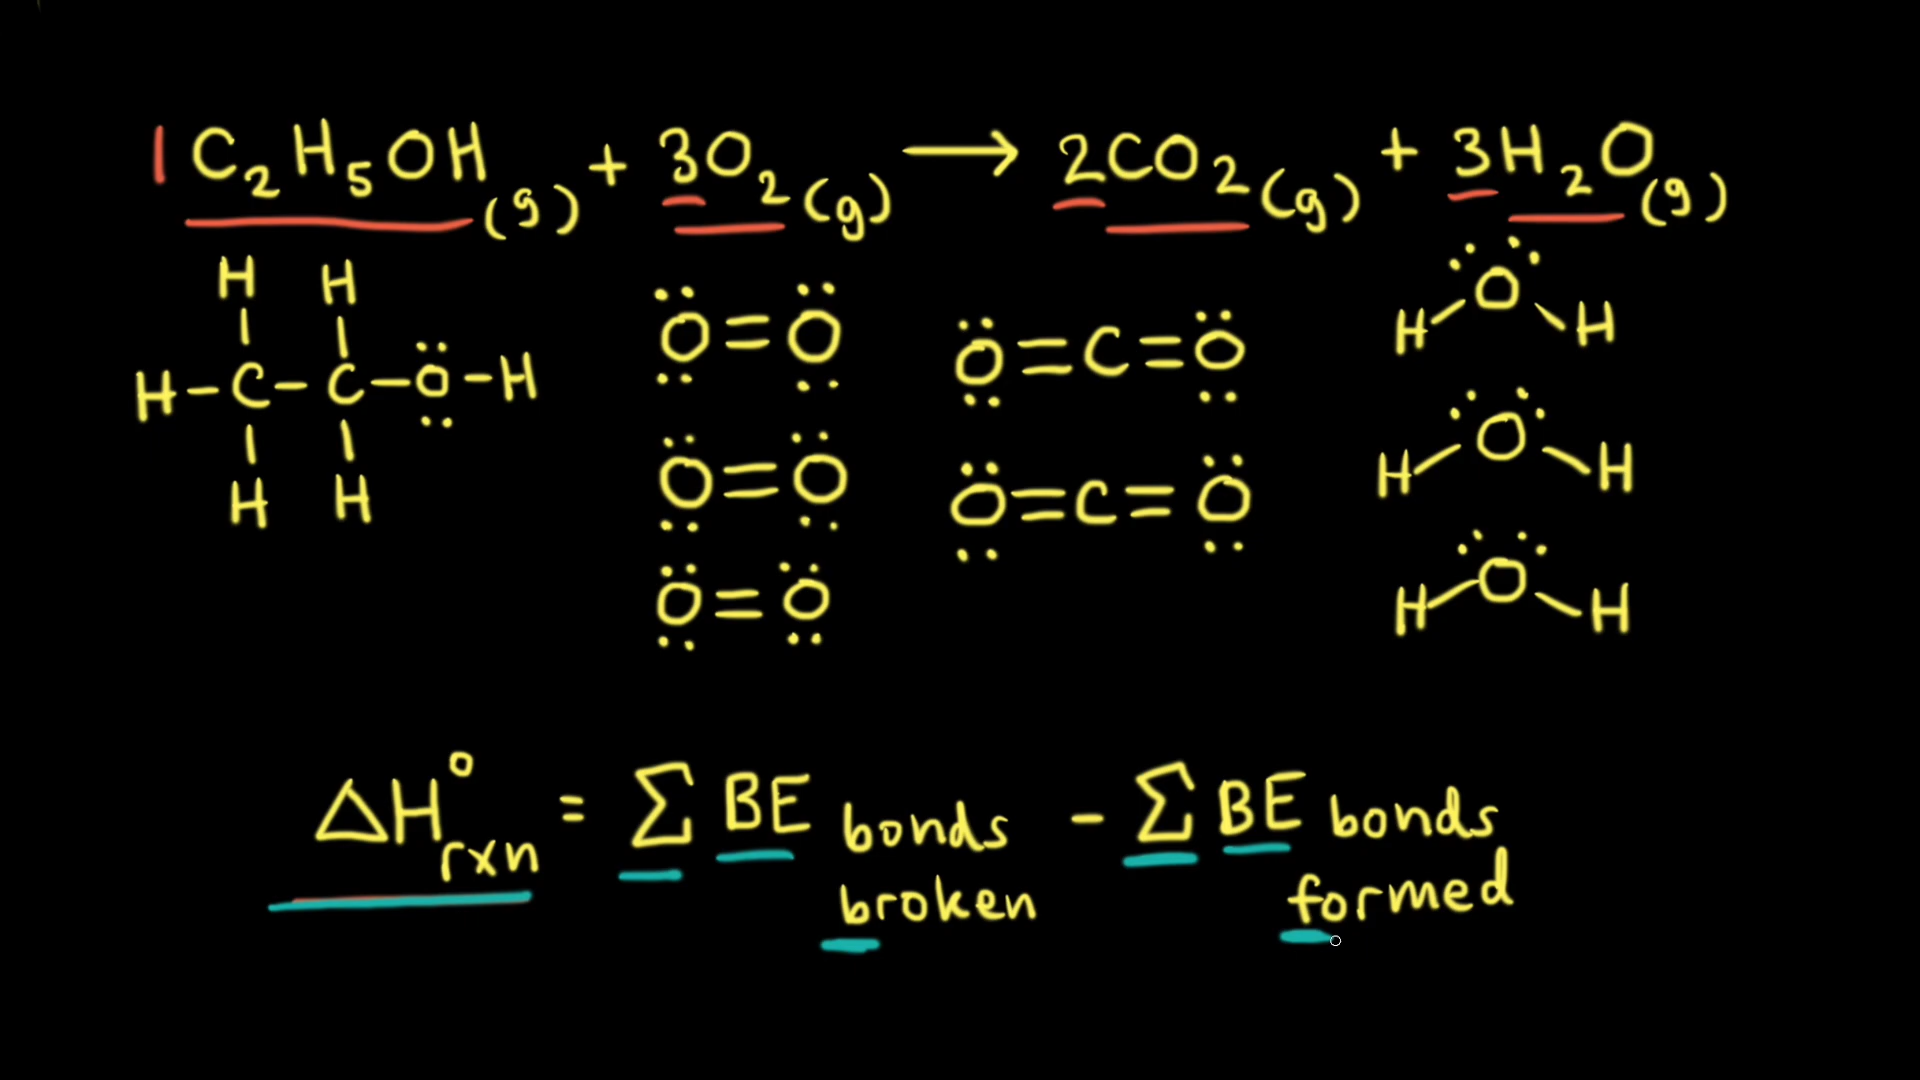 1 C₂H₅OH(g) + 3O₂(g) → 2CO₂(g) + 3H₂O(g)
H H
H-C-C-Ö-H
H H
O=O
O=C=O
H O H
O=O
O=C=O
H O H
O=O
H O H
ΔH°rxn = Σ BE bonds broken - Σ BE bonds formed